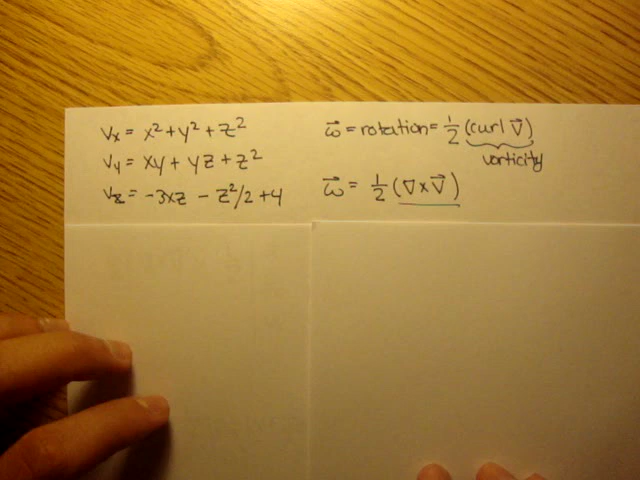 Vx = x² + y² + z²
Vy = xy + yz + z²
Vz = -3xz - z²/2 + 4
ω⃗ = rotation = 1/2 (curl V⃗)
vorticity
ω⃗ = 1/2 (∇ x V⃗)